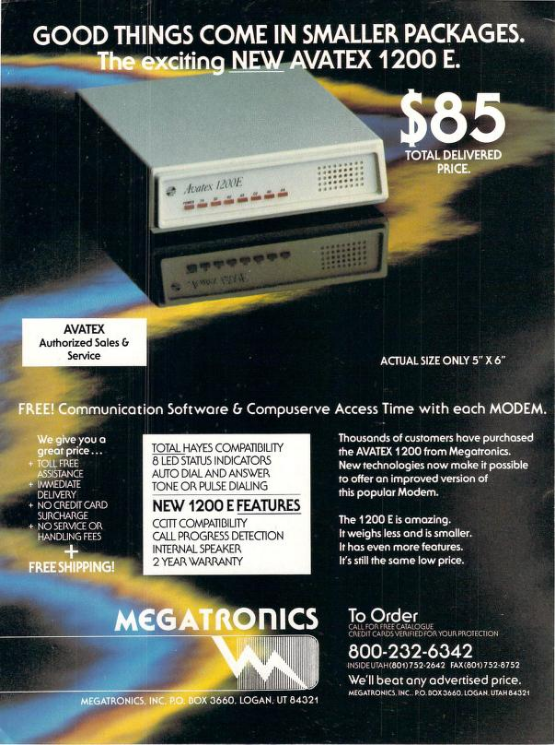 GOOD THINGS COME IN SMALLER PACKAGES.
The exciting NEW AVATEX 1200 E.
$85
TOTAL DELIVERED
PRICE.
Avatex 1200E
POWER
AVATEX
Authorized Sales &
Service
ACTUAL SIZE ONLY 5" X 6"
FREE! Communication Software & Compuserve Access Time with each MODEM.
We give you a
great price...
+ TOLL FREE
ASSISTANCE
+ IMMEDIATE
DELIVERY
+ NO CREDIT CARD
SURCHARGE
+ NO SERVICE OR
HANDLING FEES
+
FREE SHIPPING!
TOTAL HAYES COMPATIBILITY
8 LED STATUS INDICATORS
AUTO DIAL AND ANSWER
TONE OR PULSE DIALING
NEW 1200 E FEATURES
CCITT COMPATIBILITY
CALL PROGRESS DETECTION
INTERNAL SPEAKER
2 YEAR WARRANTY
Thousands of customers have purchased
the AVATEX 1200 from Megatronics.
New technologies now make it possible
to offer an improved version of
this popular Modem.
The 1200 E is amazing.
It weighs less and is smaller.
It has even more features.
It's still the same low price.
MEGATRONICS
MEGATRONICS, INC. P.O. BOX 3660, LOGAN, UT 84321
To Order
CALL FOR FREE CATALOGUE
CREDIT CARDS VERIFIED FOR YOUR PROTECTION
800-232-6342
INSIDE UTAH (801) 752-2642 FAX (801) 752-8752
We'll beat any advertised price.
MEGATRONICS, INC., P.O. BOX 3660, LOGAN, UTAH 84321